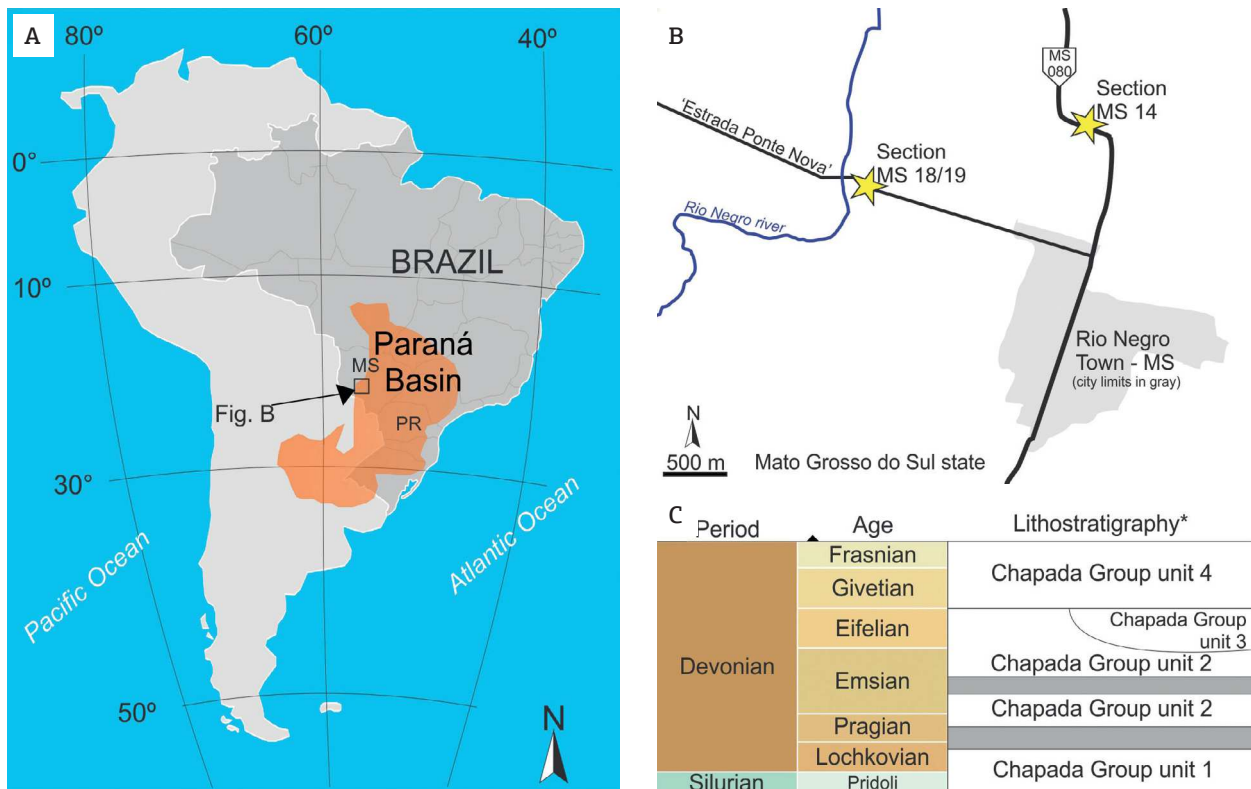 A
80º
60º
40º
0°
10º
30º
50º
BRAZIL
Paraná
Basin
MS
PR
Fig. B
Pacific Ocean
Atlantic Ocean
N
B
MS
080
Section
MS 14
'Estrada Ponte Nova'
Section
MS 18/19
Rio Negro river
Rio Negro
Town - MS
(city limits in gray)
N
500 m
Mato Grosso do Sul state
C
Period
Age
Lithostratigraphy*
Devonian
Silurian
Frasnian
Givetian
Eifelian
Emsian
Pragian
Lochkovian
Pridoli
Chapada Group unit 4
Chapada Group
unit 3
Chapada Group unit 2
Chapada Group unit 2
Chapada Group unit 1